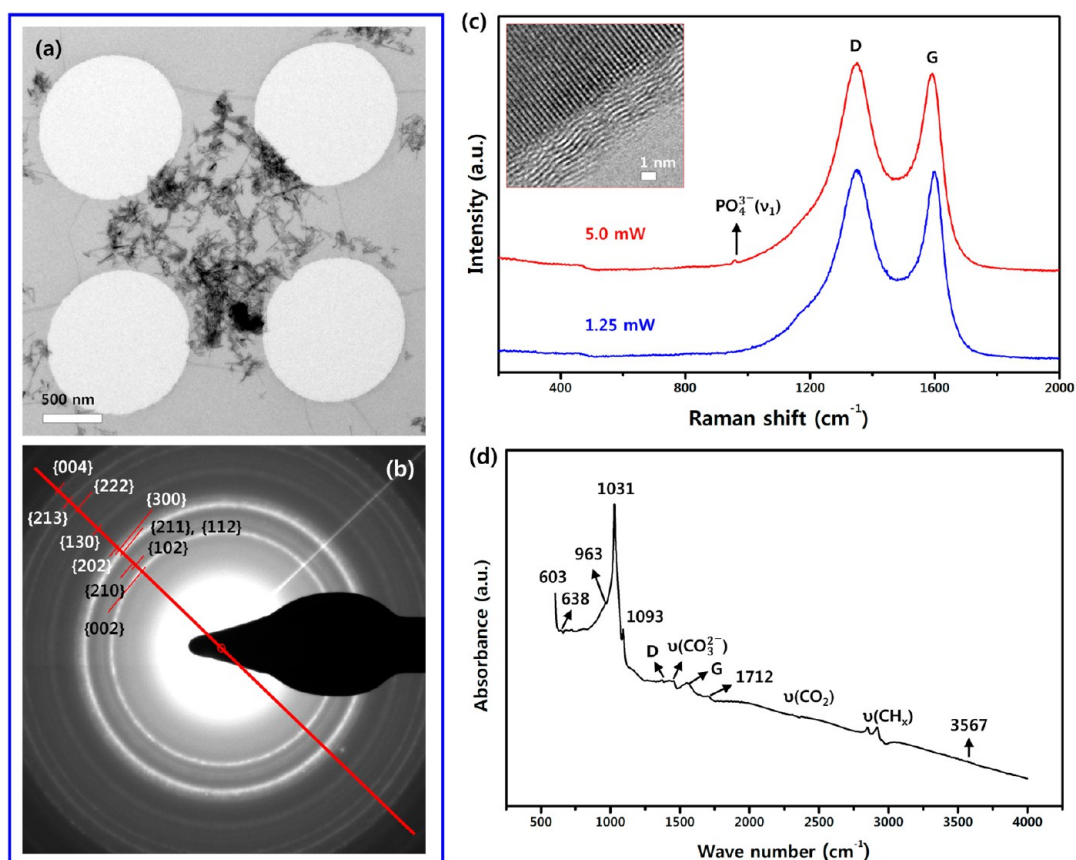 (a)
500 nm
(b)
{004}
{222}
{300}
{213}
{211}, {112}
{130}
{102}
{202}
{210}
{002}
(c)
D
G
1 nm
PO₄³⁻(ν₁)
5.0 mW
1.25 mW
Intensity (a.u.)
400
800
1200
1600
2000
Raman shift (cm⁻¹)
(d)
1031
963
603
638
1093
D
υ(CO₃²⁻)
G
1712
υ(CO₂)
υ(CHₓ)
3567
Absorbance (a.u.)
500
1000
1500
2000
2500
3000
3500
4000
Wave number (cm⁻¹)